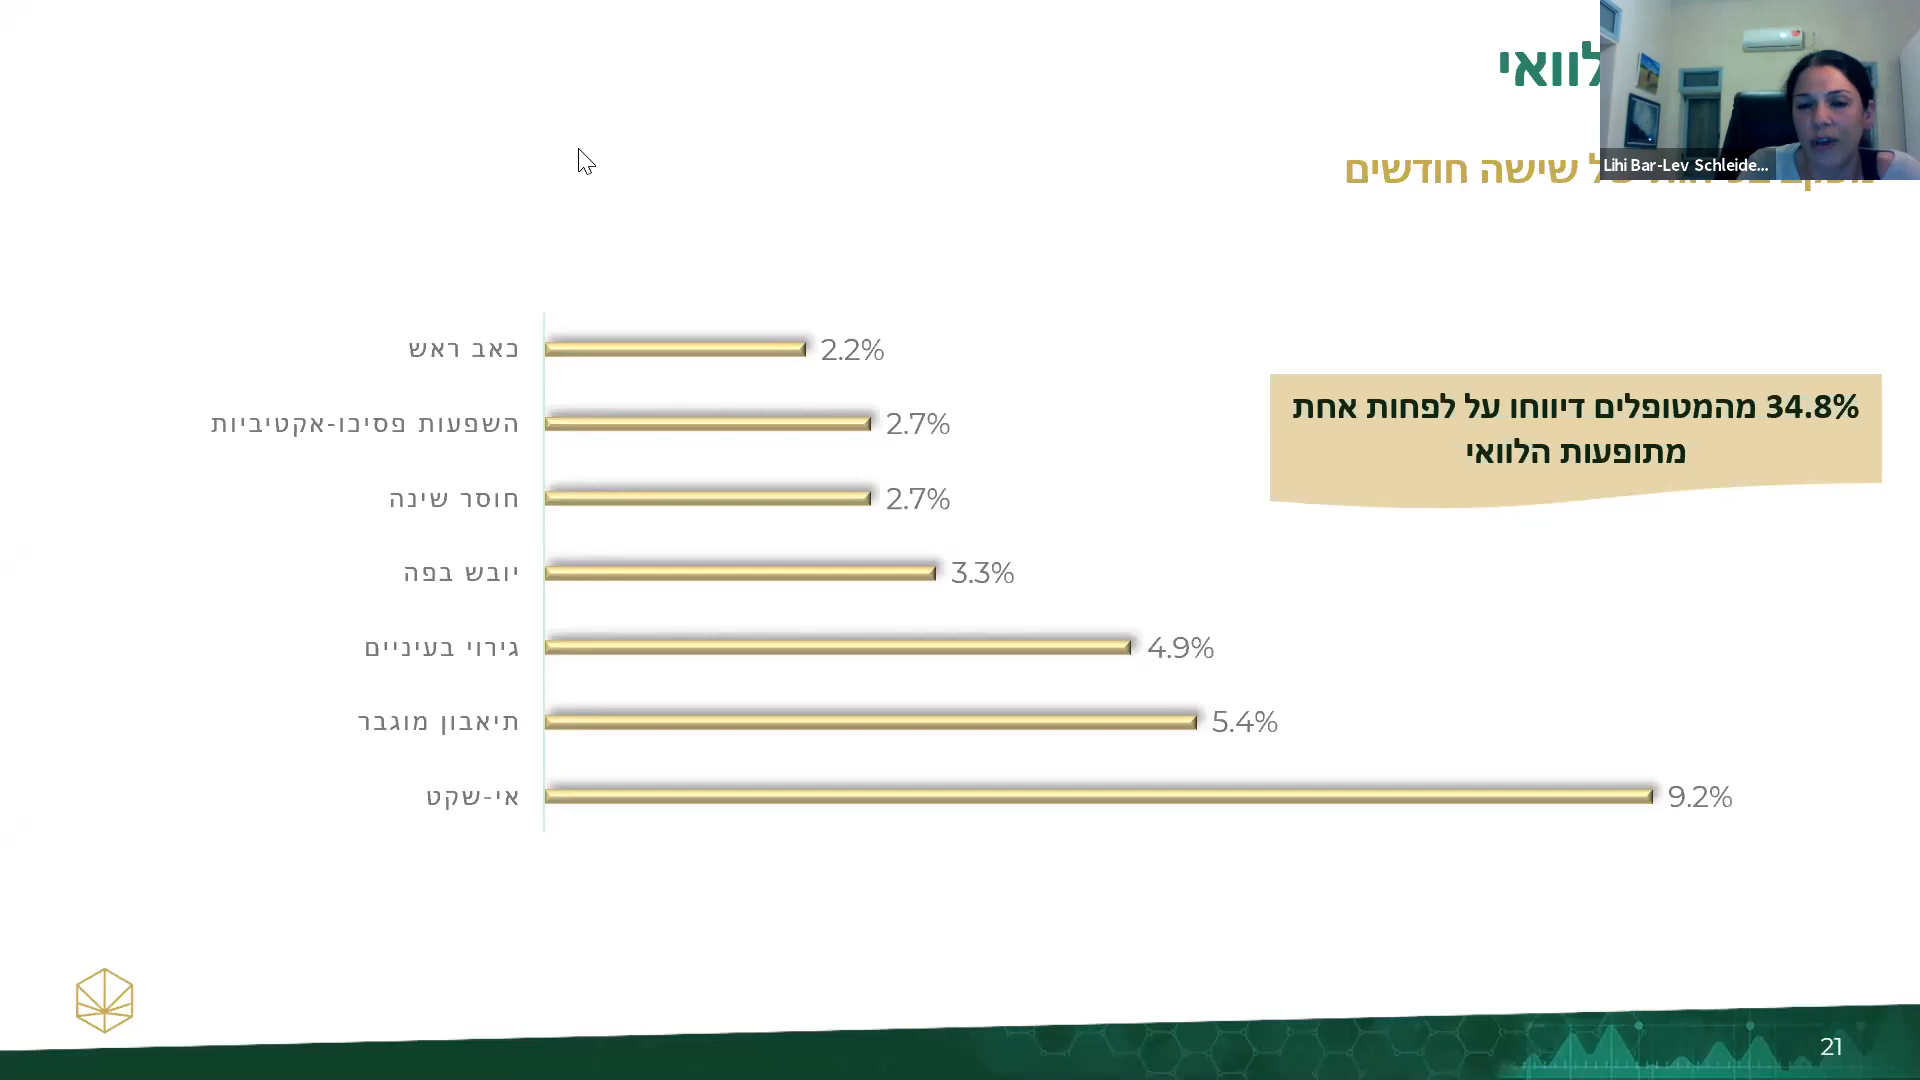 Lihi Bar-Lev Schleide...
שישה חודשים
34.8% מהמטופלים דיווחו על לפחות אחת
מתופעות הלוואי
כאב ראש 2.2%
השפעות פסיכו-אקטיביות 2.7%
חוסר שינה 2.7%
יובש בפה 3.3%
גירוי בעיניים 4.9%
תיאבון מוגבר 5.4%
אי-שקט 9.2%
21